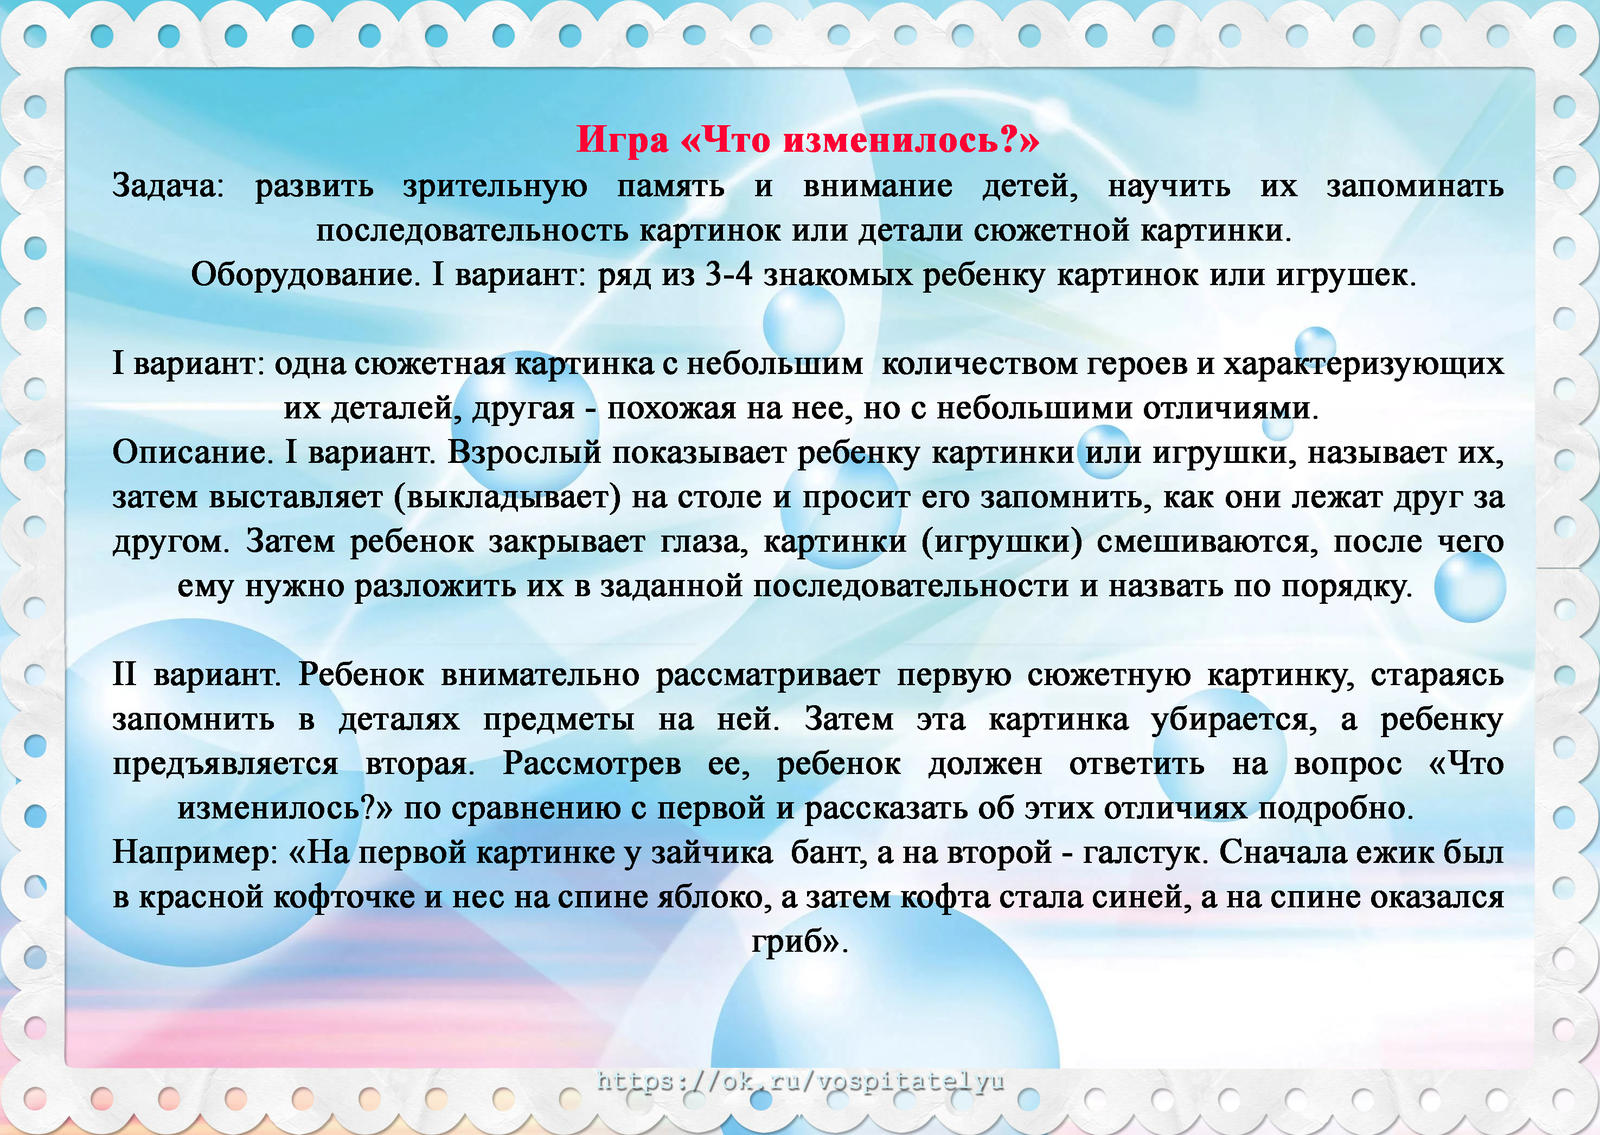 Игра «Что изменилось?»
Задача: развить зрительную память и внимание детей, научить их запоминать
последовательность картинок или детали сюжетной картинки.
Оборудование. I вариант: ряд из 3-4 знакомых ребенку картинок или игрушек.
I вариант: одна сюжетная картинка с небольшим количеством героев и характеризующих
их деталей, другая - похожая на нее, но с небольшими отличиями.
Описание. I вариант. Взрослый показывает ребенку картинки или игрушки, называет их,
затем выставляет (выкладывает) на столе и просит его запомнить, как они лежат друг за
другом. Затем ребенок закрывает глаза, картинки (игрушки) смешиваются, после чего
ему нужно разложить их в заданной последовательности и назвать по порядку.
II вариант. Ребенок внимательно рассматривает первую сюжетную картинку, стараясь
запомнить в деталях предметы на ней. Затем эта картинка убирается, а ребенку
предъявляется вторая. Рассмотрев ее, ребенок должен ответить на вопрос «Что
изменилось?» по сравнению с первой и рассказать об этих отличиях подробно.
Например: «На первой картинке у зайчика бант, а на второй - галстук. Сначала ежик был
в красной кофточке и нес на спине яблоко, а затем кофта стала синей, а на спине оказался
гриб».
https://ok.ru/vospitatelyu